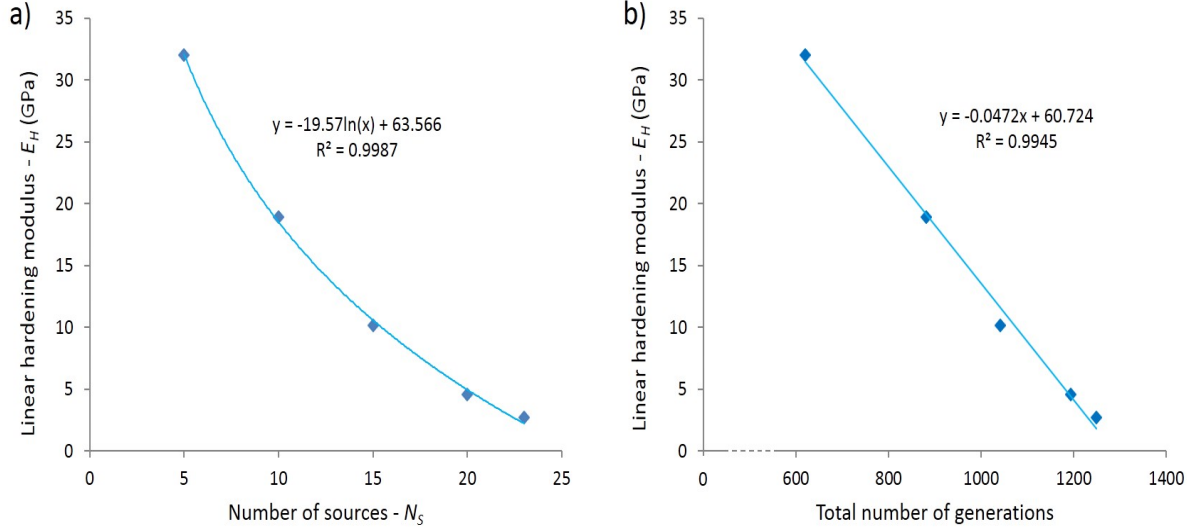 a)
Linear hardening modulus - E_H (GPa)
35
30
25
20
15
10
5
0
y = -19.57ln(x) + 63.566
R² = 0.9987
0 5 10 15 20 25
Number of sources - N_S
b)
Linear hardening modulus - E_H (GPa)
35
30
25
20
15
10
5
0
y = -0.0472x + 60.724
R² = 0.9945
0 600 800 1000 1200 1400
Total number of generations